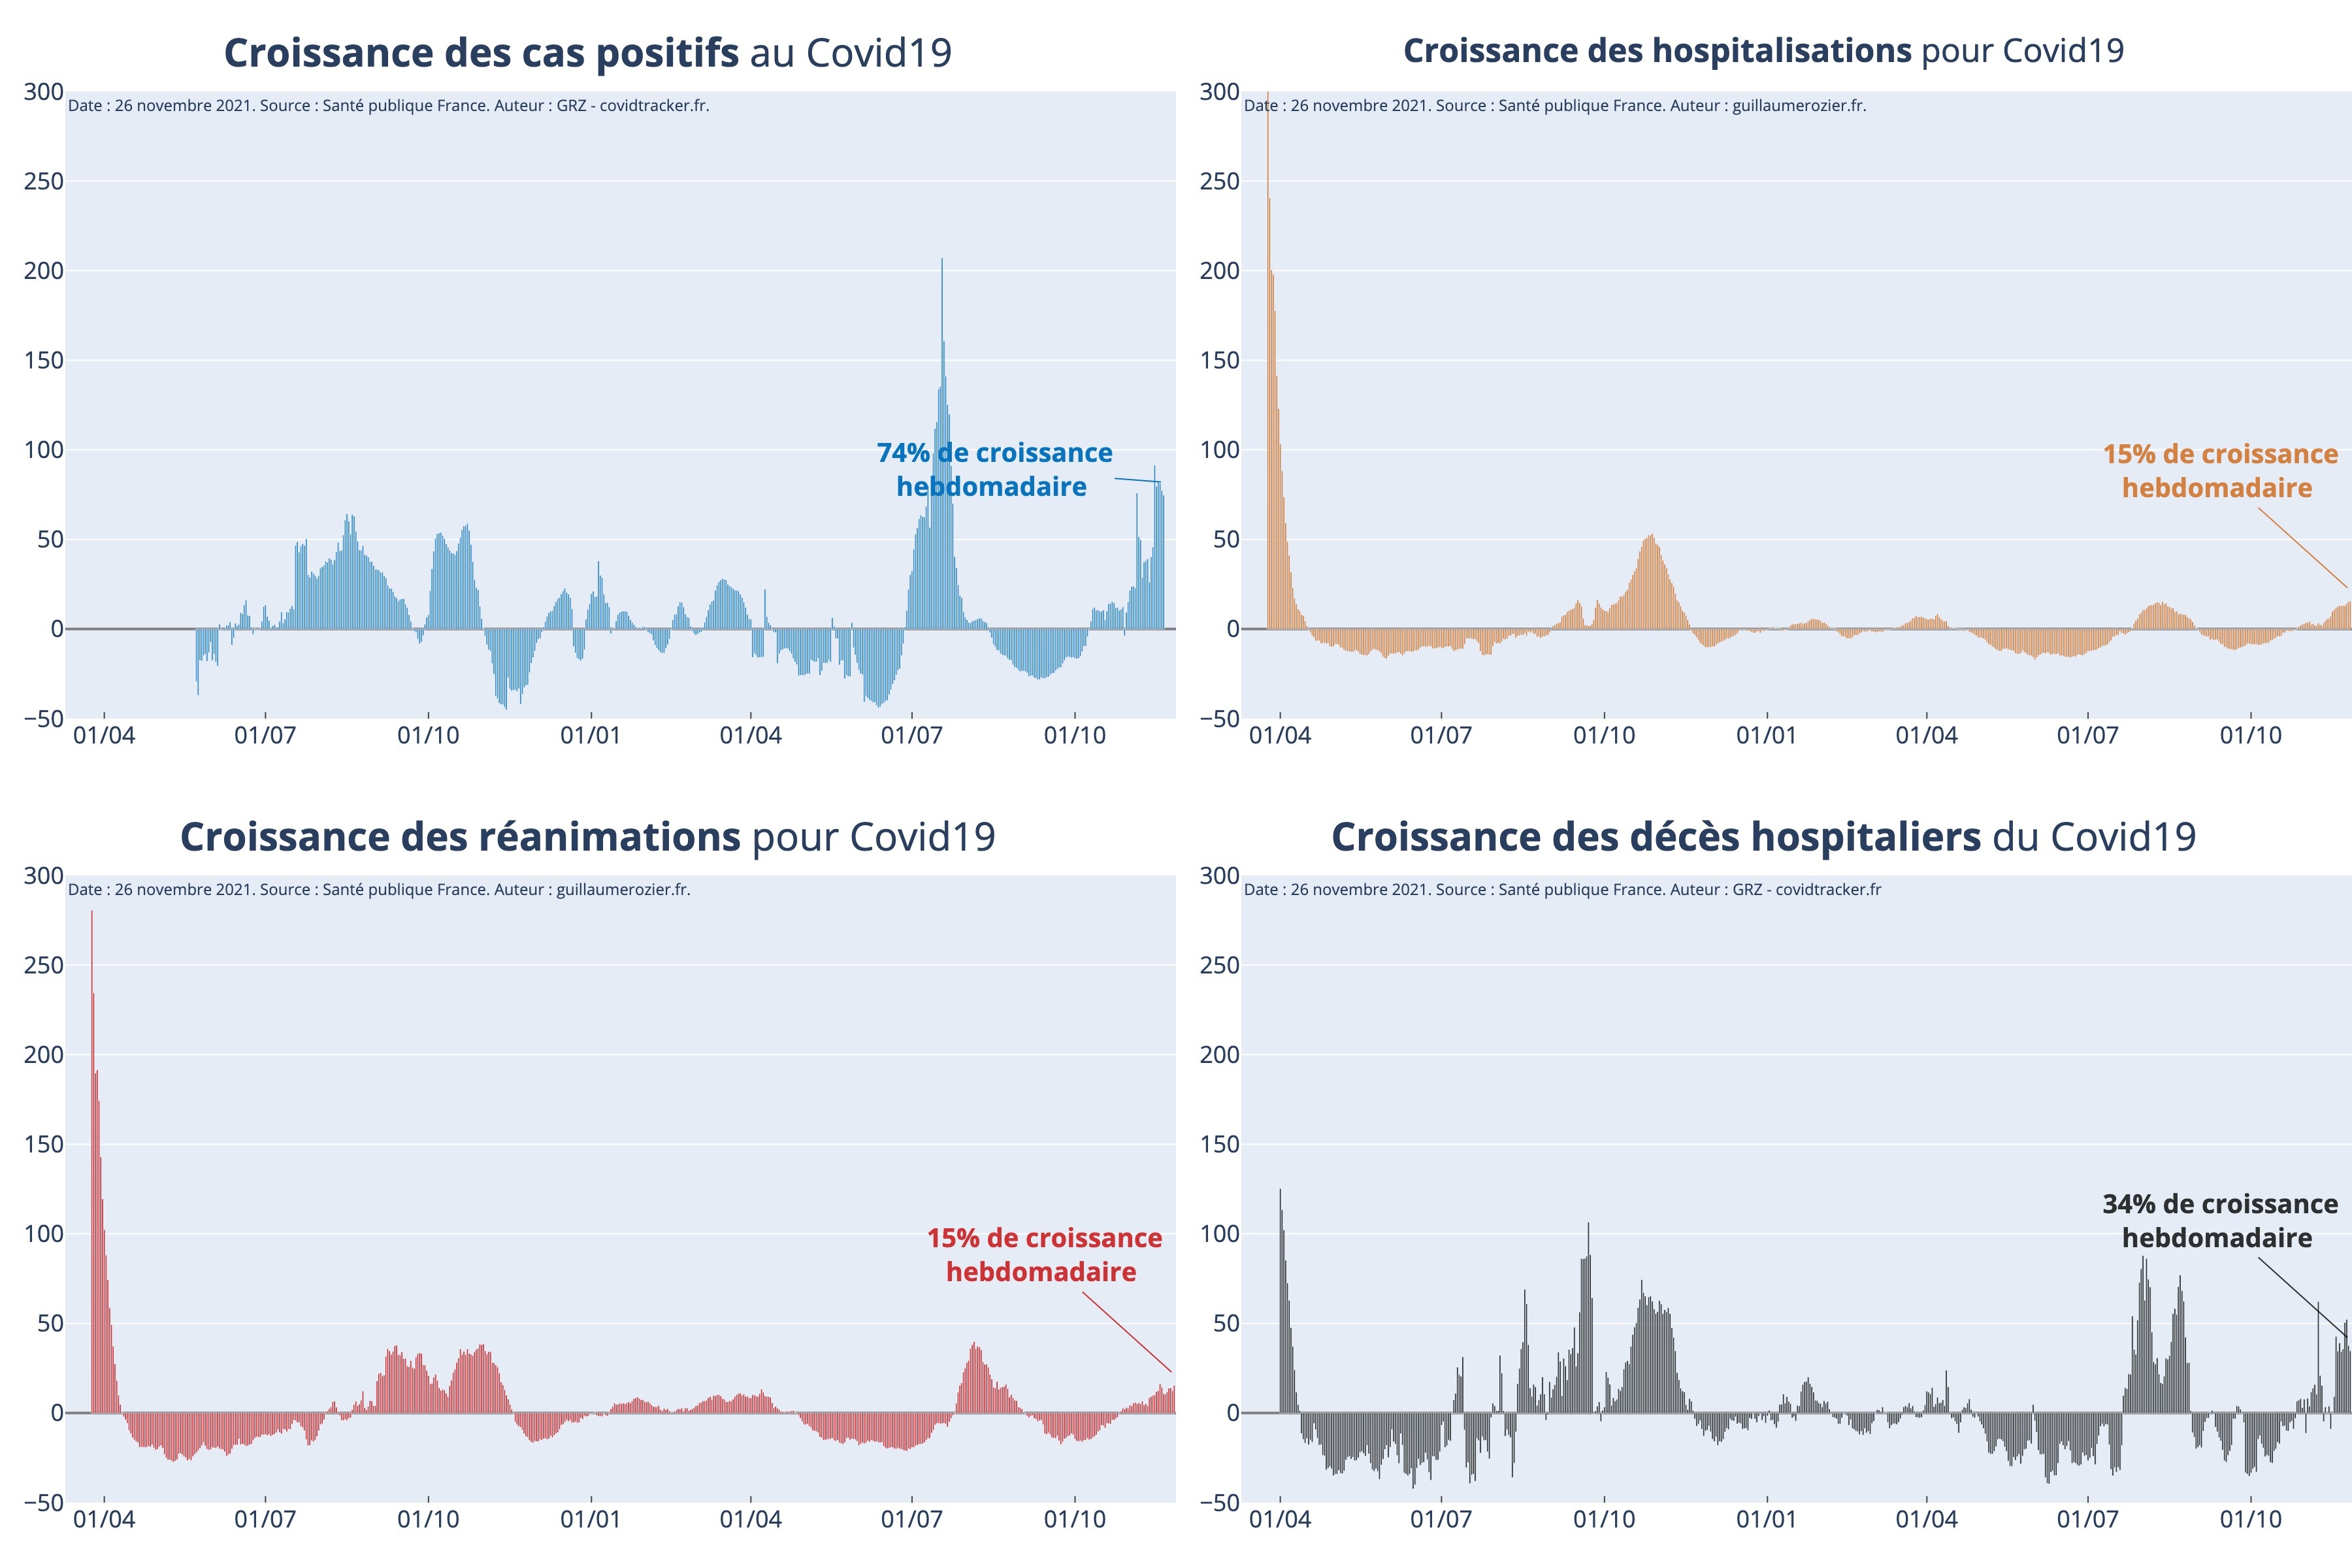 Croissance des cas positifs au Covid19
Date : 26 novembre 2021. Source : Santé publique France. Auteur : GRZ - covidtracker.fr.
300
250
200
150
100
50
0
−50
74% de croissance
hebdomadaire
01/04 01/07 01/10 01/01 01/04 01/07 01/10
Croissance des hospitalisations pour Covid19
Date : 26 novembre 2021. Source : Santé publique France. Auteur : guillaumerozier.fr.
300
250
200
150
100
50
0
−50
15% de croissance
hebdomadaire
01/04 01/07 01/10 01/01 01/04 01/07 01/10
Croissance des réanimations pour Covid19
Date : 26 novembre 2021. Source : Santé publique France. Auteur : guillaumerozier.fr.
300
250
200
150
100
50
0
−50
15% de croissance
hebdomadaire
01/04 01/07 01/10 01/01 01/04 01/07 01/10
Croissance des décès hospitaliers du Covid19
Date : 26 novembre 2021. Source : Santé publique France. Auteur : GRZ - covidtracker.fr
300
250
200
150
100
50
0
−50
34% de croissance
hebdomadaire
01/04 01/07 01/10 01/01 01/04 01/07 01/10